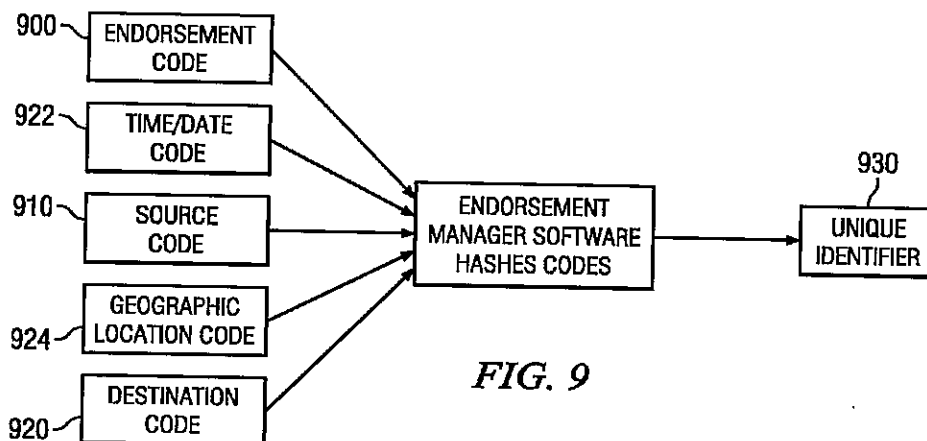 900
ENDORSEMENT
CODE
922
TIME/DATE
CODE
910
SOURCE
CODE
924
GEOGRAPHIC
LOCATION CODE
920
DESTINATION
CODE
ENDORSEMENT
MANAGER SOFTWARE
HASHES CODES
930
UNIQUE
IDENTIFIER
FIG. 9